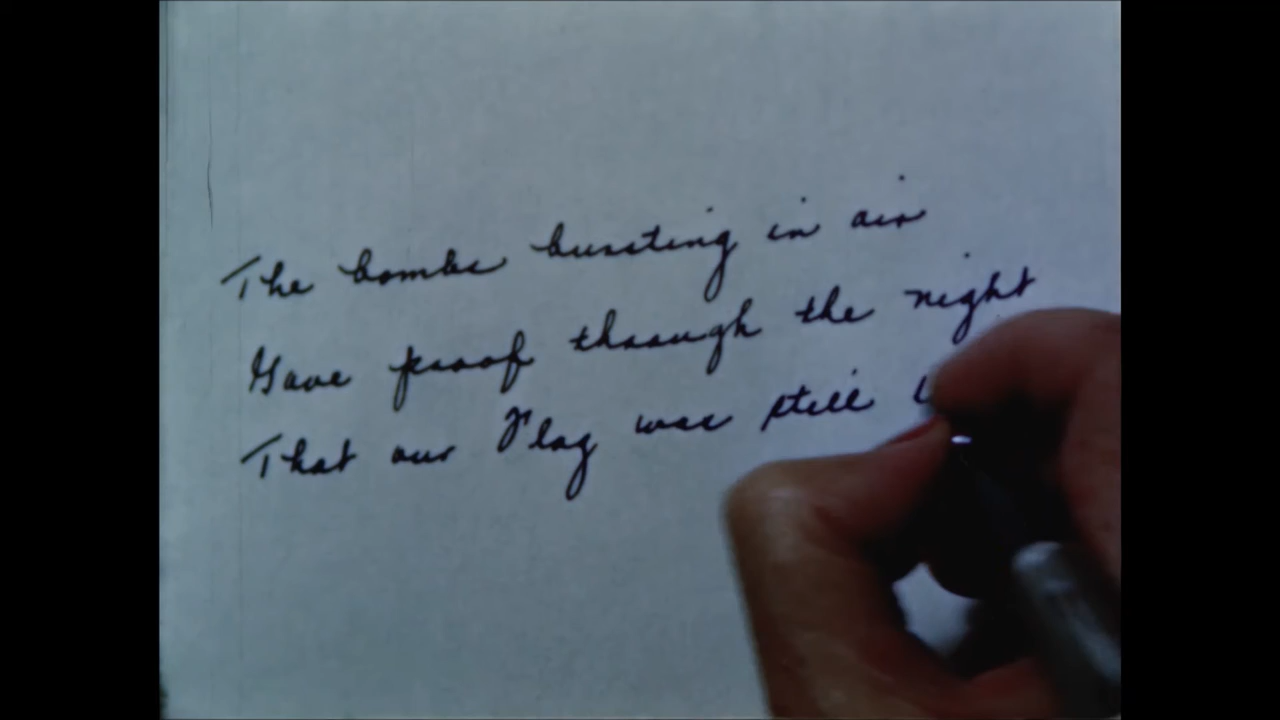 The bombs bursting in air
Gave proof through the night
That our Flag was still